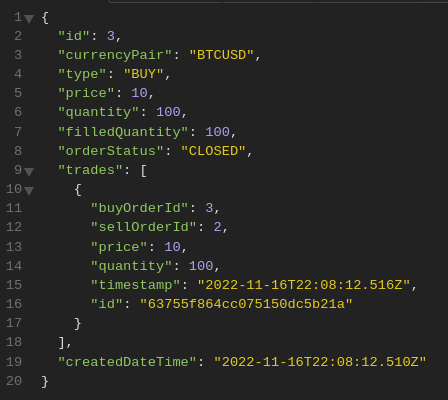 1 {
2   "id": 3,
3   "currencyPair": "BTCUSD",
4   "type": "BUY",
5   "price": 10,
6   "quantity": 100,
7   "filledQuantity": 100,
8   "orderStatus": "CLOSED",
9   "trades": [
10     {
11       "buyOrderId": 3,
12       "sellOrderId": 2,
13       "price": 10,
14       "quantity": 100,
15       "timestamp": "2022-11-16T22:08:12.516Z",
16       "id": "63755f864cc075150dc5b21a"
17     }
18   ],
19   "createdDateTime": "2022-11-16T22:08:12.510Z"
20 }